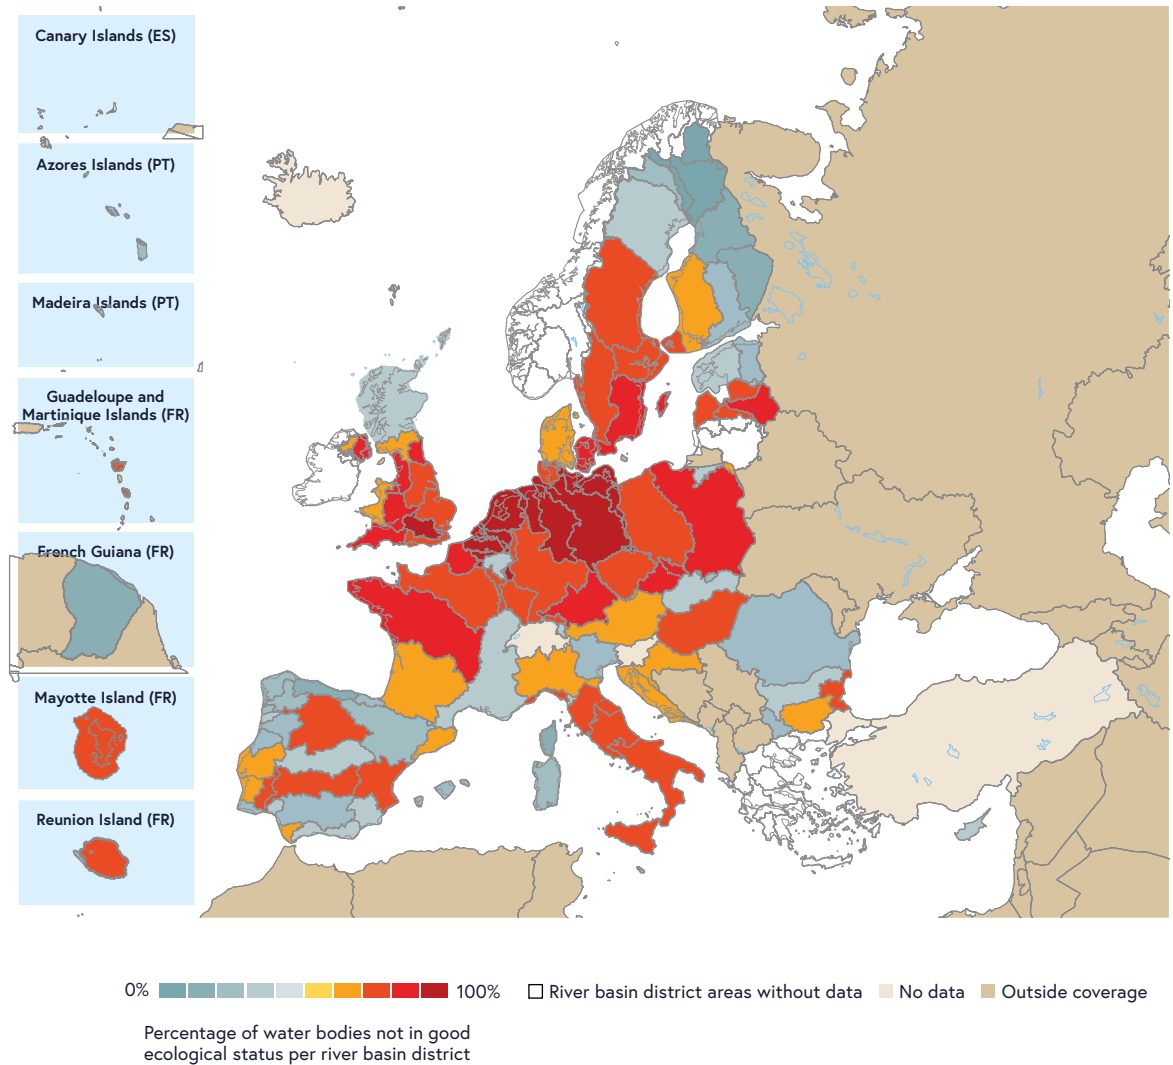 Canary Islands (ES)
Azores Islands (PT)
Madeira Islands (PT)
Guadeloupe and
Martinique Islands (FR)
French Guiana (FR)
Mayotte Island (FR)
Reunion Island (FR)
0%
100%
River basin district areas without data
No data
Outside coverage
Percentage of water bodies not in good
ecological status per river basin district